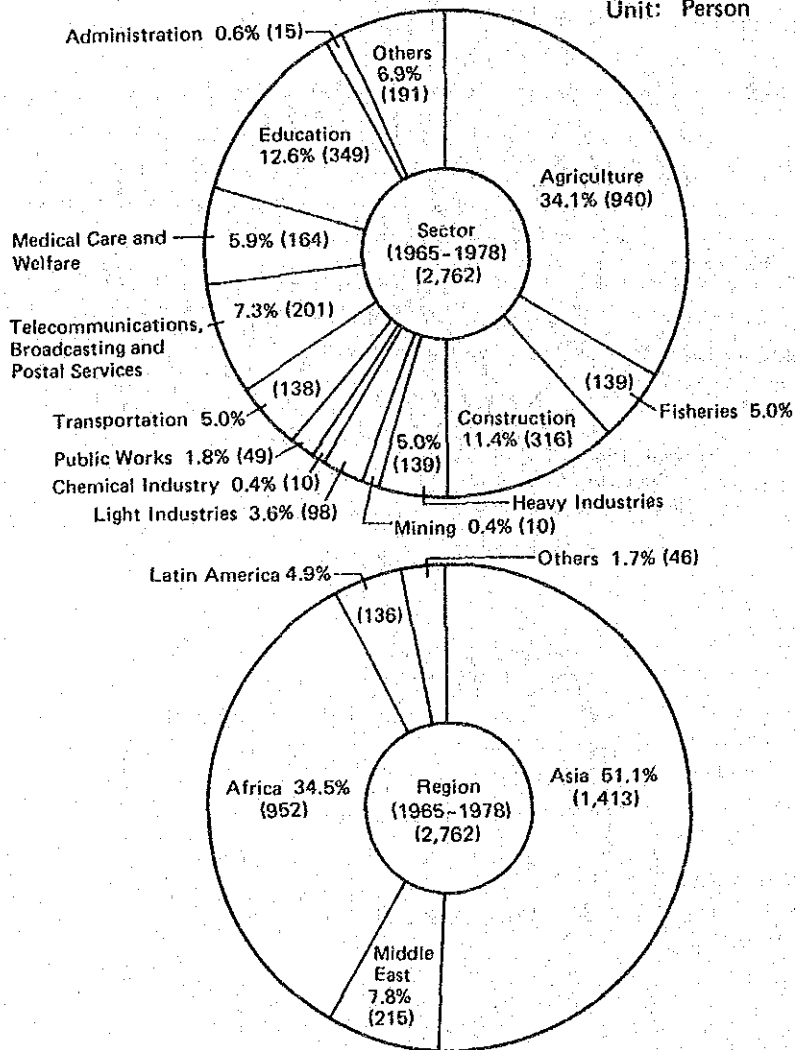 Unit: Person
Administration 0.6% (15)
Others
6.9%
(191)
Education
12.6% (349)
Agriculture
34.1% (940)
Medical Care and
Welfare
5.9% (164)
Sector
(1965~1978)
(2,762)
Telecommunications,
Broadcasting and
Postal Services
7.3% (201)
(138)
Transportation 5.0%
(139)
Fisheries 5.0%
Construction
11.4% (316)
5.0%
(139)
Public Works 1.8% (49)
Chemical Industry 0.4% (10)
Light Industries 3.6% (98)
Heavy Industries
Mining 0.4% (10)
Others 1.7% (46)
Latin America 4.9%
(136)
Africa 34.5%
(952)
Region
(1965~1978)
(2,762)
Asia 51.1%
(1,413)
Middle
East
7.8%
(215)